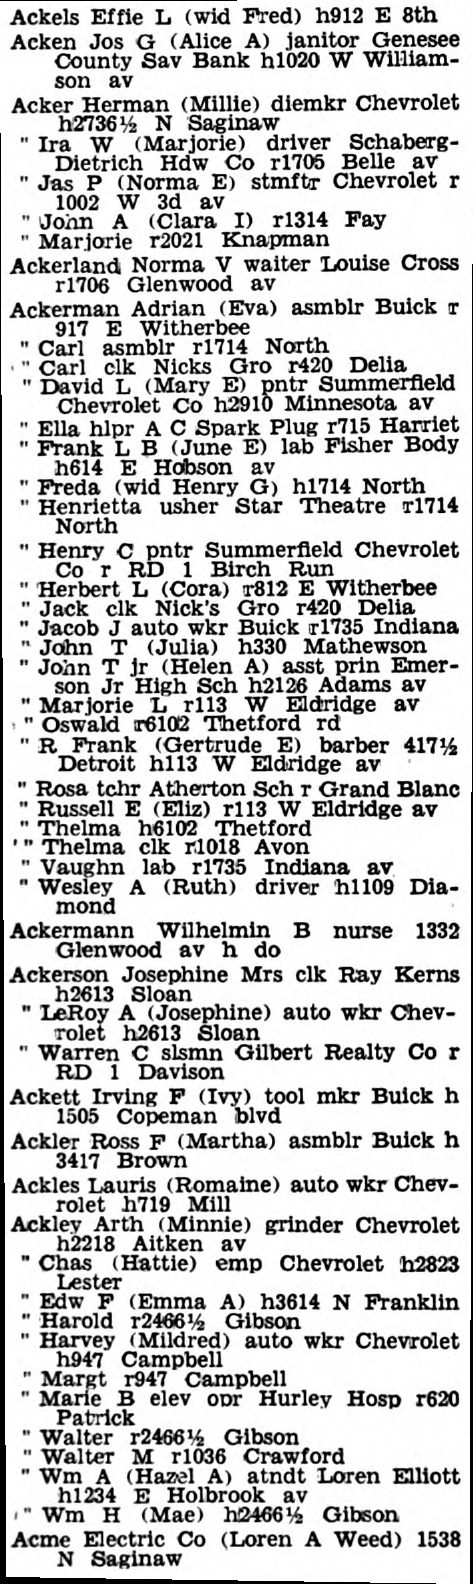 Ackels Effie L (wid Fred) h912 E 8th
Acken Jos G (Alice A) janitor Genesee
County Sav Bank h1020 W William-
son av
Acker Herman (Millie) diemkr Chevrolet
h2736½ N Saginaw
" Ira W (Marjorie) driver Schaberg-
Dietrich Hdw Co r1705 Belle av
" Jas P (Norma E) stmftr Chevrolet r
1002 W 3d av
" John A (Clara I) r1314 Fay
" Marjorie r2021 Knapman
Ackerland Norma V waiter Louise Cross
r1706 Glenwood av
Ackerman Adrian (Eva) asmblr Buick r
917 E Witherbee
" Carl asmblr r1714 North
" Carl clk Nicks Gro r420 Delia
" David L (Mary E) pntr Summerfield
Chevrolet Co h2910 Minnesota av
" Ella hlpr A C Spark Plug r715 Harriet
" Frank L B (June E) lab Fisher Body
h614 E Hobson av
" Freda (wid Henry G) h1714 North
" Henrietta usher Star Theatre r1714
North
" Henry C pntr Summerfield Chevrolet
Co r RD 1 Birch Run
" Herbert L (Cora) r812 E Witherbee
" Jack clk Nick's Gro r420 Delia
" Jacob J auto wkr Buick r1735 Indiana
" John T (Julia) h330 Mathewson
" John T jr (Helen A) asst prin Emer-
son Jr High Sch h2126 Adams av
" Marjorie L r113 W Eldridge av
" Oswald r6102 Thetford rd
" R Frank (Gertrude E) barber 417½
Detroit h113 W Eldridge av
" Rosa tchr Atherton Sch r Grand Blanc
" Russell E (Eliz) r113 W Eldridge av
" Thelma h6102 Thetford
" Thelma clk r1018 Avon
" Vaughn lab r1735 Indiana av
" Wesley A (Ruth) driver h1109 Dia-
mond
Ackermann Wilhelmin B nurse 1332
Glenwood av h do
Ackerson Josephine Mrs clk Ray Kerns
h2613 Sloan
" LeRoy A (Josephine) auto wkr Chev-
rolet h2613 Sloan
" Warren C slsmn Gilbert Realty Co r
RD 1 Davison
Ackett Irving F (Ivy) tool mkr Buick h
1505 Copeman blvd
Ackler Ross F (Martha) asmblr Buick h
3417 Brown
Ackles Lauris (Romaine) auto wkr Chev-
rolet h719 Mill
Ackley Arth (Minnie) grinder Chevrolet
h2218 Aitken av
" Chas (Hattie) emp Chevrolet h2823
Lester
" Edw F (Emma A) h3614 N Franklin
" Harold r2466½ Gibson
" Harvey (Mildred) auto wkr Chevrolet
h947 Campbell
" Margt r947 Campbell
" Marie B elev opr Hurley Hosp r620
Patrick
" Walter r2466½ Gibson
" Walter M r1036 Crawford
" Wm A (Hazel A) atndt Loren Elliott
h1234 E Holbrook av
" Wm H (Mae) h2466½ Gibson
Acme Electric Co (Loren A Weed) 1538
N Saginaw